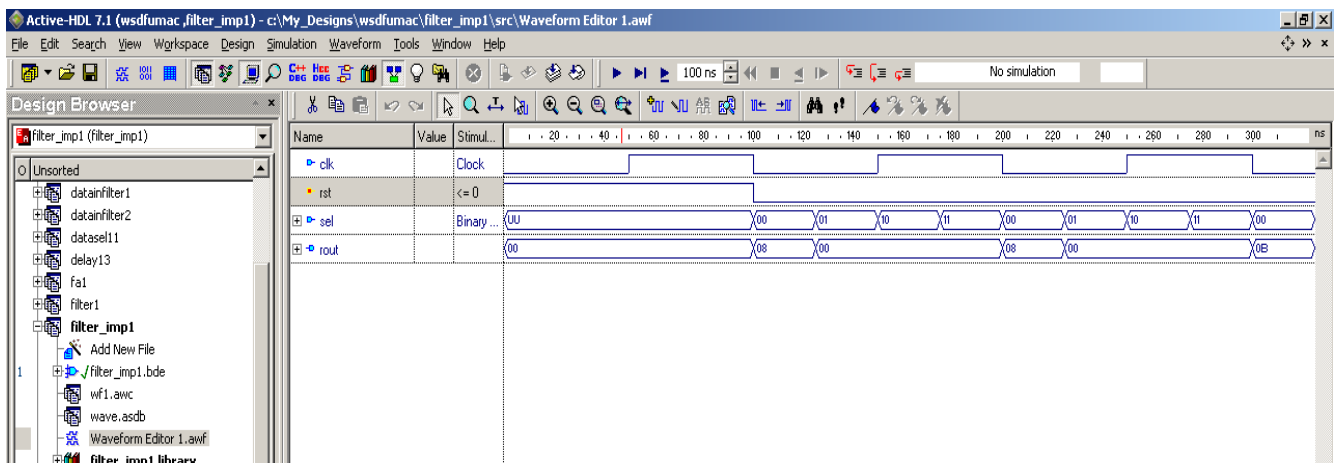 Active-HDL 7.1 (wsdfumac ,filter_imp1) - c:\My_Designs\wsdfumac\filter_imp1\src\Waveform Editor 1.awf
File Edit Search View Workspace Design Simulation Waveform Tools Window Help
100 ns No simulation
Design Browser
filter_imp1 (filter_imp1)
Name Value Stimul... 20 40 60 80 100 120 140 160 180 200 220 240 260 280 300 ns
O Unsorted
clk Clock
datainfilter1
rst <= 0
datainfilter2
sel Binary ... UU 00 01 10 11 00 01 10 11 00
datasel11
rout 00 08 00 08 00 0B
delay13
fa1
filter1
filter_imp1
Add New File
1 /filter_imp1.bde
wf1.awc
wave.asdb
Waveform Editor 1.awf
filter_imp1 library